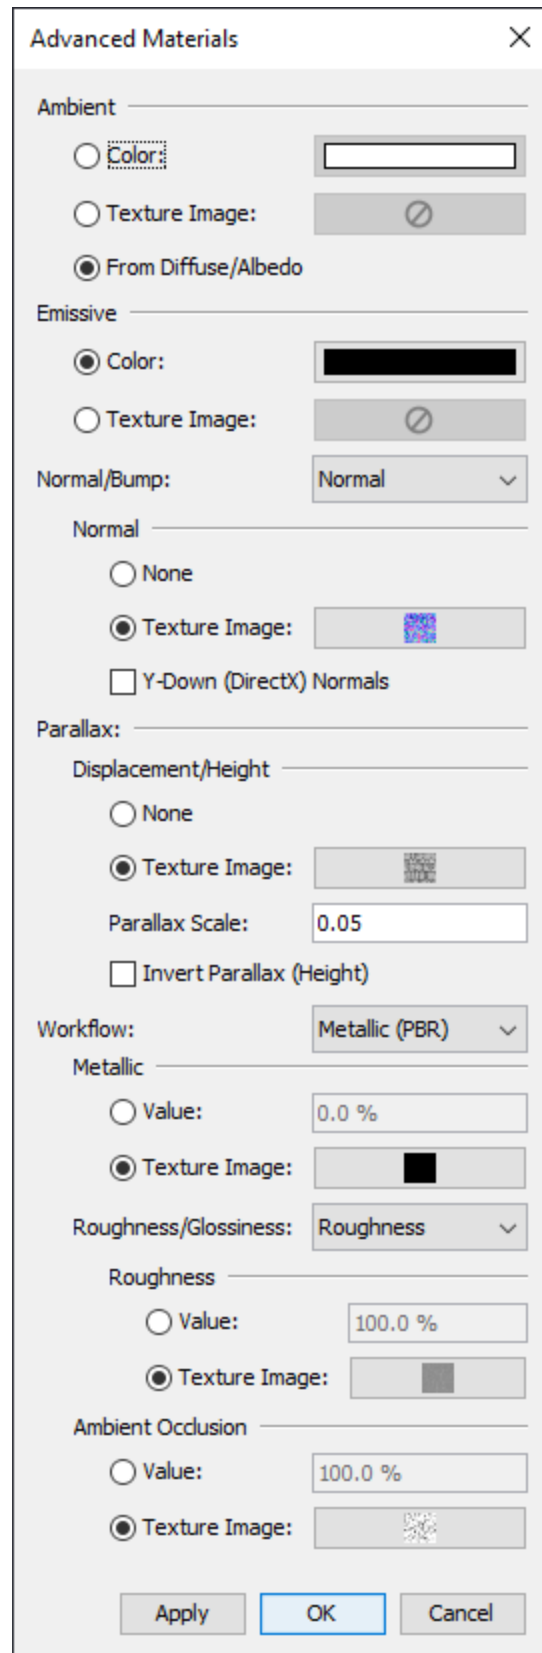 Advanced Materials
Ambient
Color:
Texture Image:
From Diffuse/Albedo
Emissive
Color:
Texture Image:
Normal/Bump: Normal
Normal
None
Texture Image:
Y-Down (DirectX) Normals
Parallax:
Displacement/Height
None
Texture Image:
Parallax Scale: 0.05
Invert Parallax (Height)
Workflow: Metallic (PBR)
Metallic
Value: 0.0 %
Texture Image:
Roughness/Glossiness: Roughness
Roughness
Value: 100.0 %
Texture Image:
Ambient Occlusion
Value: 100.0 %
Texture Image:
Apply OK Cancel